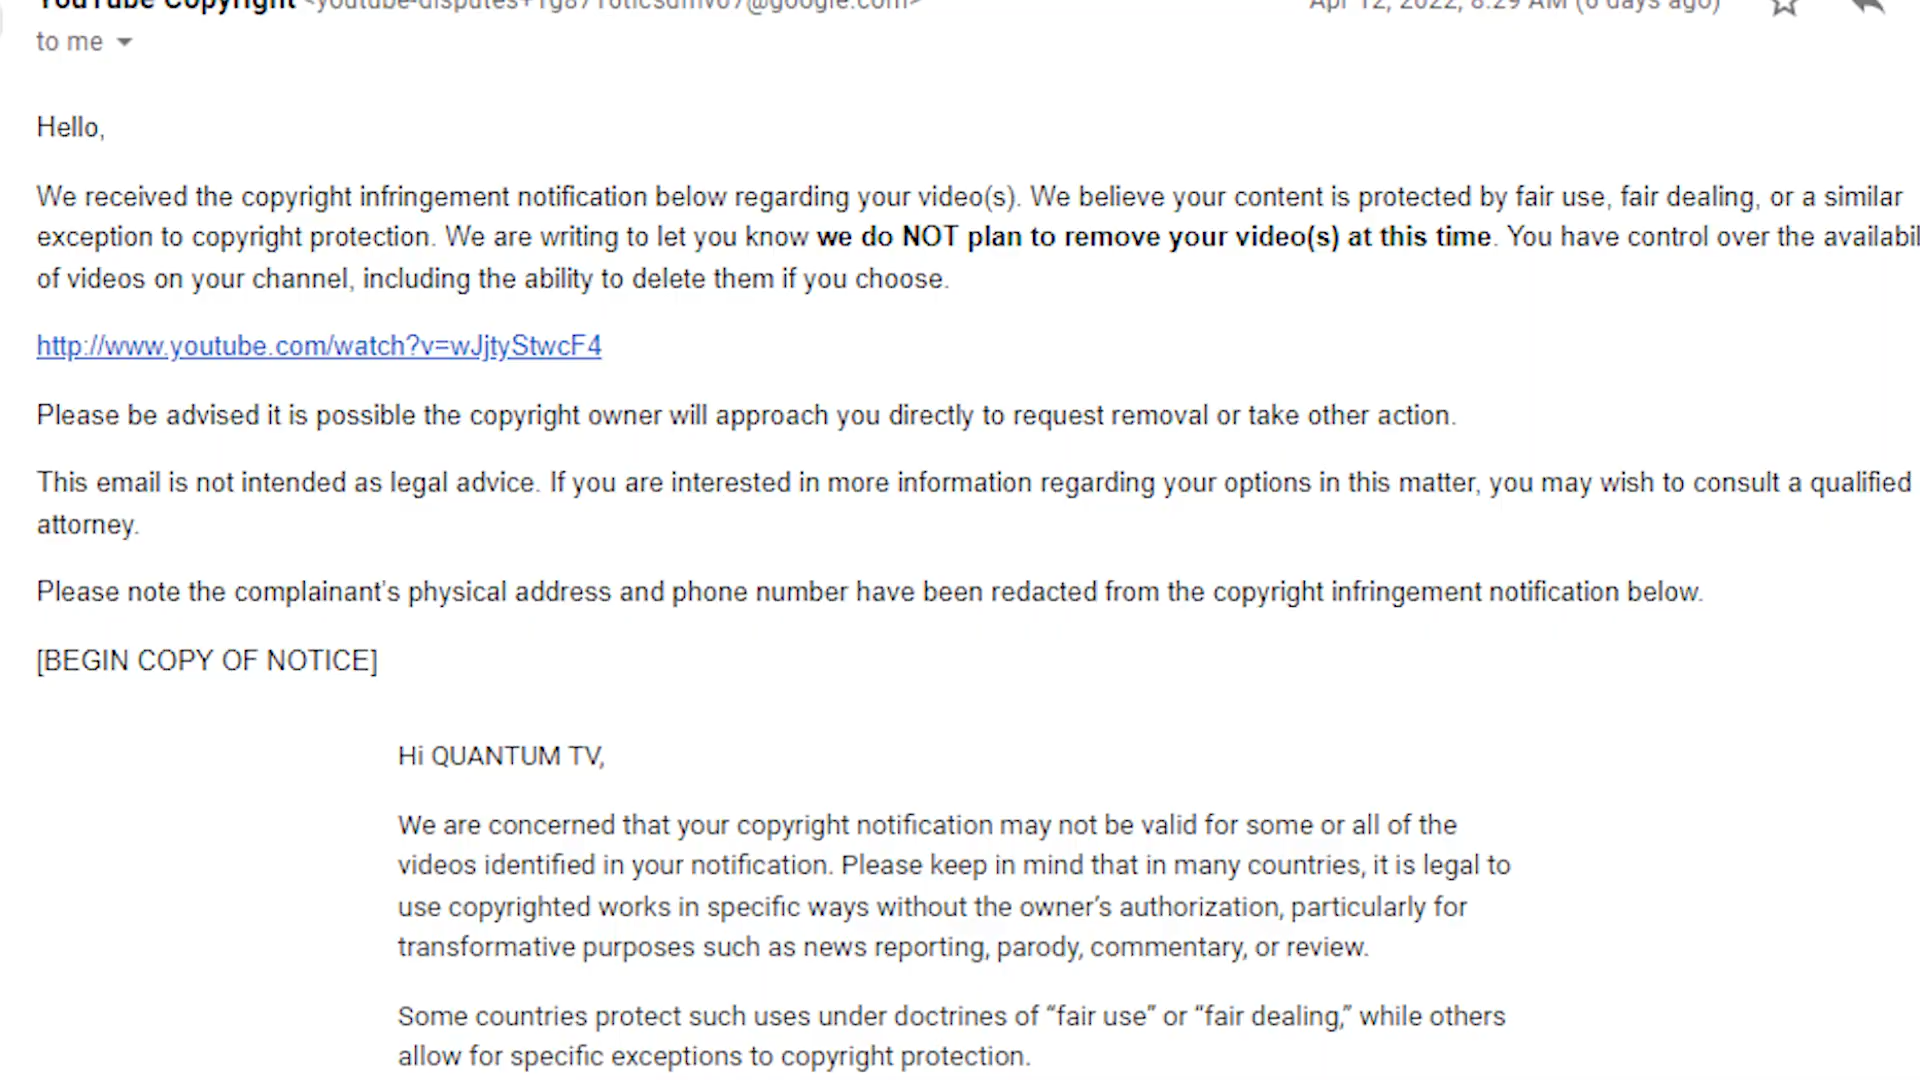 YouTube Copyright
Apr 12, 2022, 8:29 AM (6 days ago)
to me
Hello,
We received the copyright infringement notification below regarding your video(s). We believe your content is protected by fair use, fair dealing, or a similar
exception to copyright protection. We are writing to let you know we do NOT plan to remove your video(s) at this time. You have control over the availabil
of videos on your channel, including the ability to delete them if you choose.
http://www.youtube.com/watch?v=wJjtyStwcF4
Please be advised it is possible the copyright owner will approach you directly to request removal or take other action.
This email is not intended as legal advice. If you are interested in more information regarding your options in this matter, you may wish to consult a qualified
attorney.
Please note the complainant's physical address and phone number have been redacted from the copyright infringement notification below.
[BEGIN COPY OF NOTICE]
Hi QUANTUM TV,
We are concerned that your copyright notification may not be valid for some or all of the
videos identified in your notification. Please keep in mind that in many countries, it is legal to
use copyrighted works in specific ways without the owner’s authorization, particularly for
transformative purposes such as news reporting, parody, commentary, or review.
Some countries protect such uses under doctrines of “fair use” or “fair dealing,” while others
allow for specific exceptions to copyright protection.